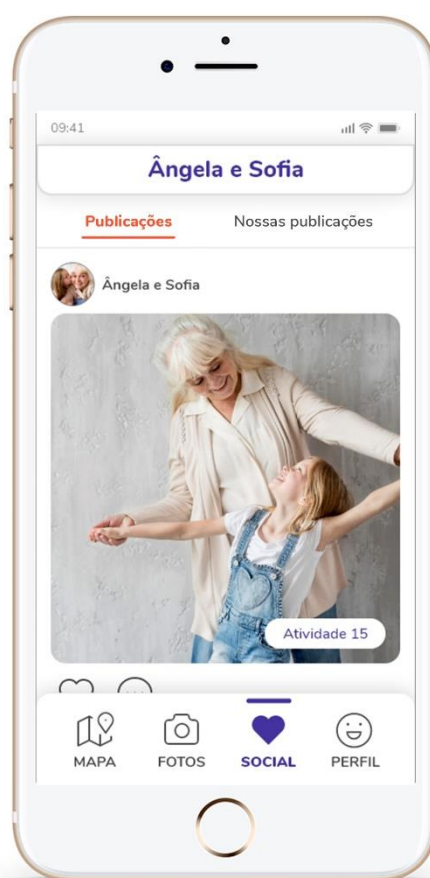 09:41
Ângela e Sofia
Publicações Nossas publicações
Ângela e Sofia
Atividade 15
MAPA FOTOS SOCIAL PERFIL